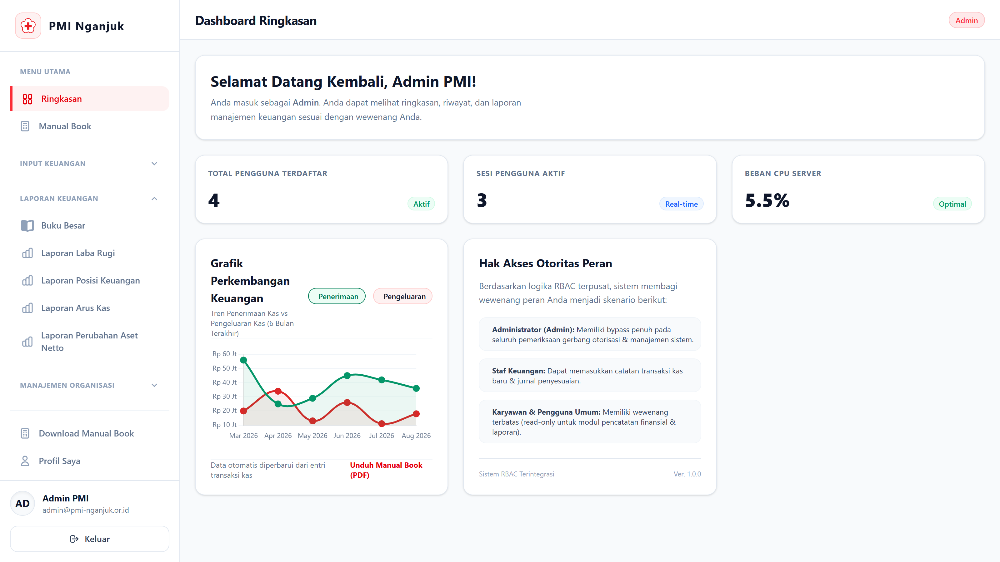 PMI Nganjuk
MENU UTAMA
Ringkasan
Manual Book
INPUT KEUANGAN
LAPORAN KEUANGAN
Buku Besar
Laporan Laba Rugi
Laporan Posisi Keuangan
Laporan Arus Kas
Laporan Perubahan Aset
Netto
MANAJEMEN ORGANISASI
Download Manual Book
Profil Saya
AD
Admin PMI
admin@pmi-nganjuk.or.id
Keluar
Dashboard Ringkasan
Admin
Selamat Datang Kembali, Admin PMI!
Anda masuk sebagai Admin. Anda dapat melihat ringkasan, riwayat, dan laporan
manajemen keuangan sesuai dengan wewenang Anda.
TOTAL PENGGUNA TERDAFTAR
4
Aktif
SESI PENGGUNA AKTIF
3
Real-time
BEBAN CPU SERVER
5.5%
Optimal
Grafik
Perkembangan
Keuangan
Tren Penerimaan Kas vs
Pengeluaran Kas (6 Bulan
Terakhir)
Penerimaan
Pengeluaran
Rp 60 Jt
Rp 50 Jt
Rp 40 Jt
Rp 30 Jt
Rp 20 Jt
Rp 10 Jt
Mar 2026 Apr 2026 May 2026 Jun 2026 Jul 2026 Aug 2026
Data otomatis diperbarui dari entri
transaksi kas
Unduh Manual Book
(PDF)
Hak Akses Otoritas Peran
Berdasarkan logika RBAC terpusat, sistem membagi
wewenang peran Anda menjadi skenario berikut:
Administrator (Admin): Memiliki bypass penuh pada
seluruh pemeriksaan gerbang otorisasi & manajemen sistem.
Staf Keuangan: Dapat memasukkan catatan transaksi kas
baru & jurnal penyesuaian.
Karyawan & Pengguna Umum: Memiliki wewenang
terbatas (read-only untuk modul pencatatan finansial &
laporan).
Sistem RBAC Terintegrasi
Ver. 1.0.0